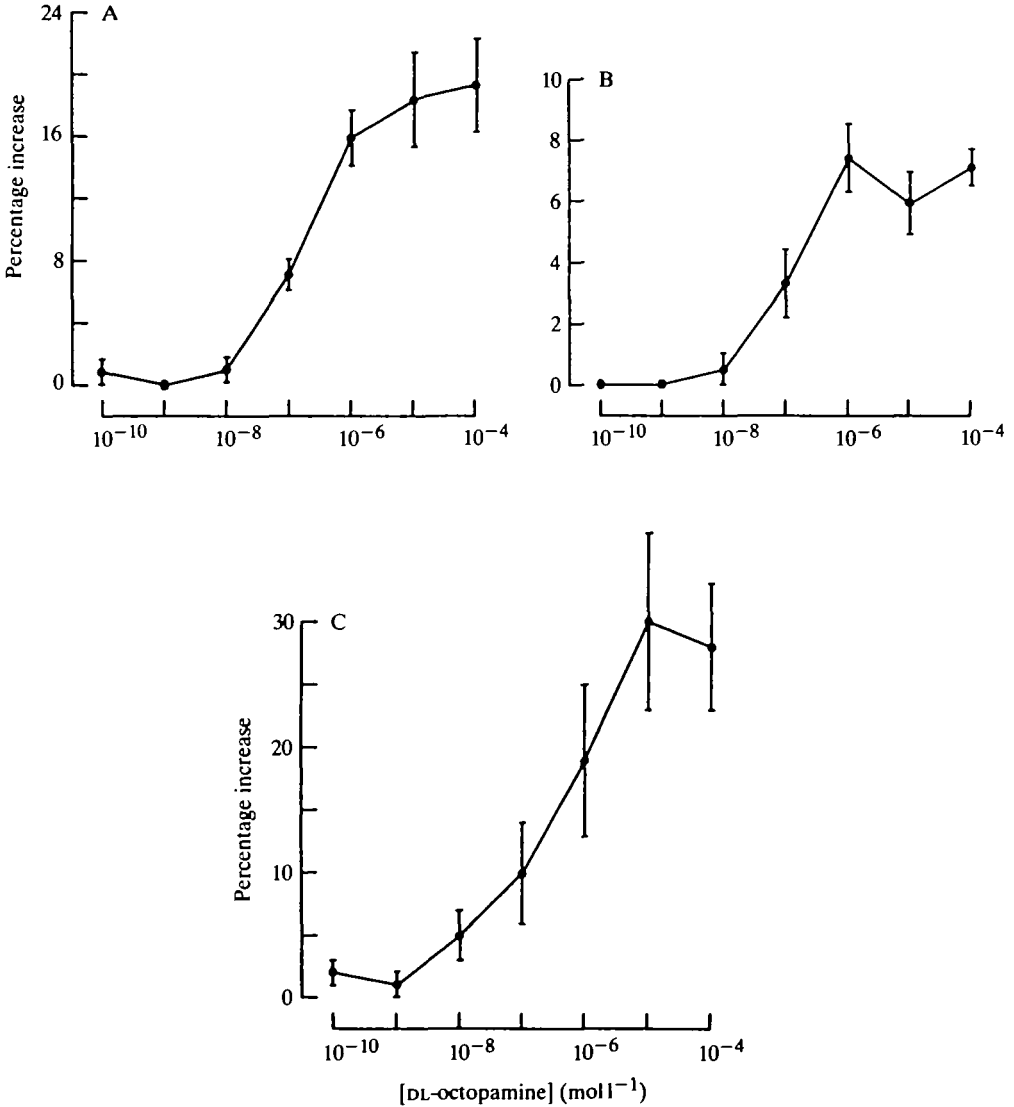 A
24
16
8
0
Percentage increase
10⁻¹⁰ 10⁻⁸ 10⁻⁶ 10⁻⁴
B
10
8
6
4
2
0
10⁻¹⁰ 10⁻⁸ 10⁻⁶ 10⁻⁴
C
30
20
10
0
Percentage increase
10⁻¹⁰ 10⁻⁸ 10⁻⁶ 10⁻⁴
[DL-octopamine] (mol l⁻¹)